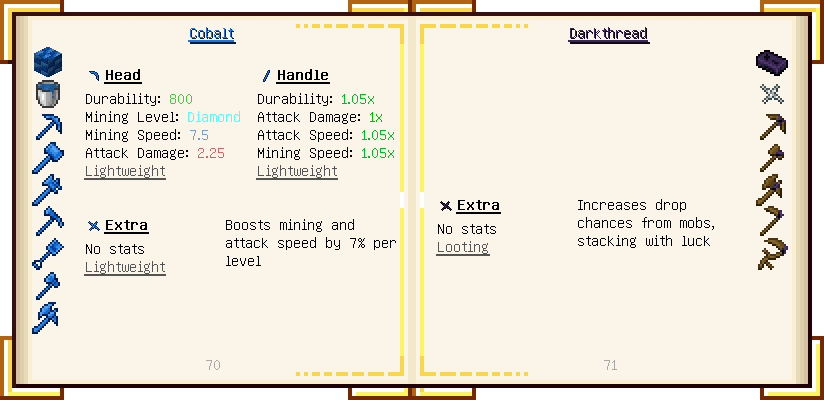 Cobalt
Head
Durability: 800
Mining Level: Diamond
Mining Speed: 7.5
Attack Damage: 2.25
Lightweight
Handle
Durability: 1.05x
Attack Damage: 1x
Attack Speed: 1.05x
Mining Speed: 1.05x
Lightweight
Extra
No stats
Lightweight
Boosts mining and
attack speed by 7% per
level
70
Darkthread
Extra
No stats
Looting
Increases drop
chances from mobs,
stacking with luck
71